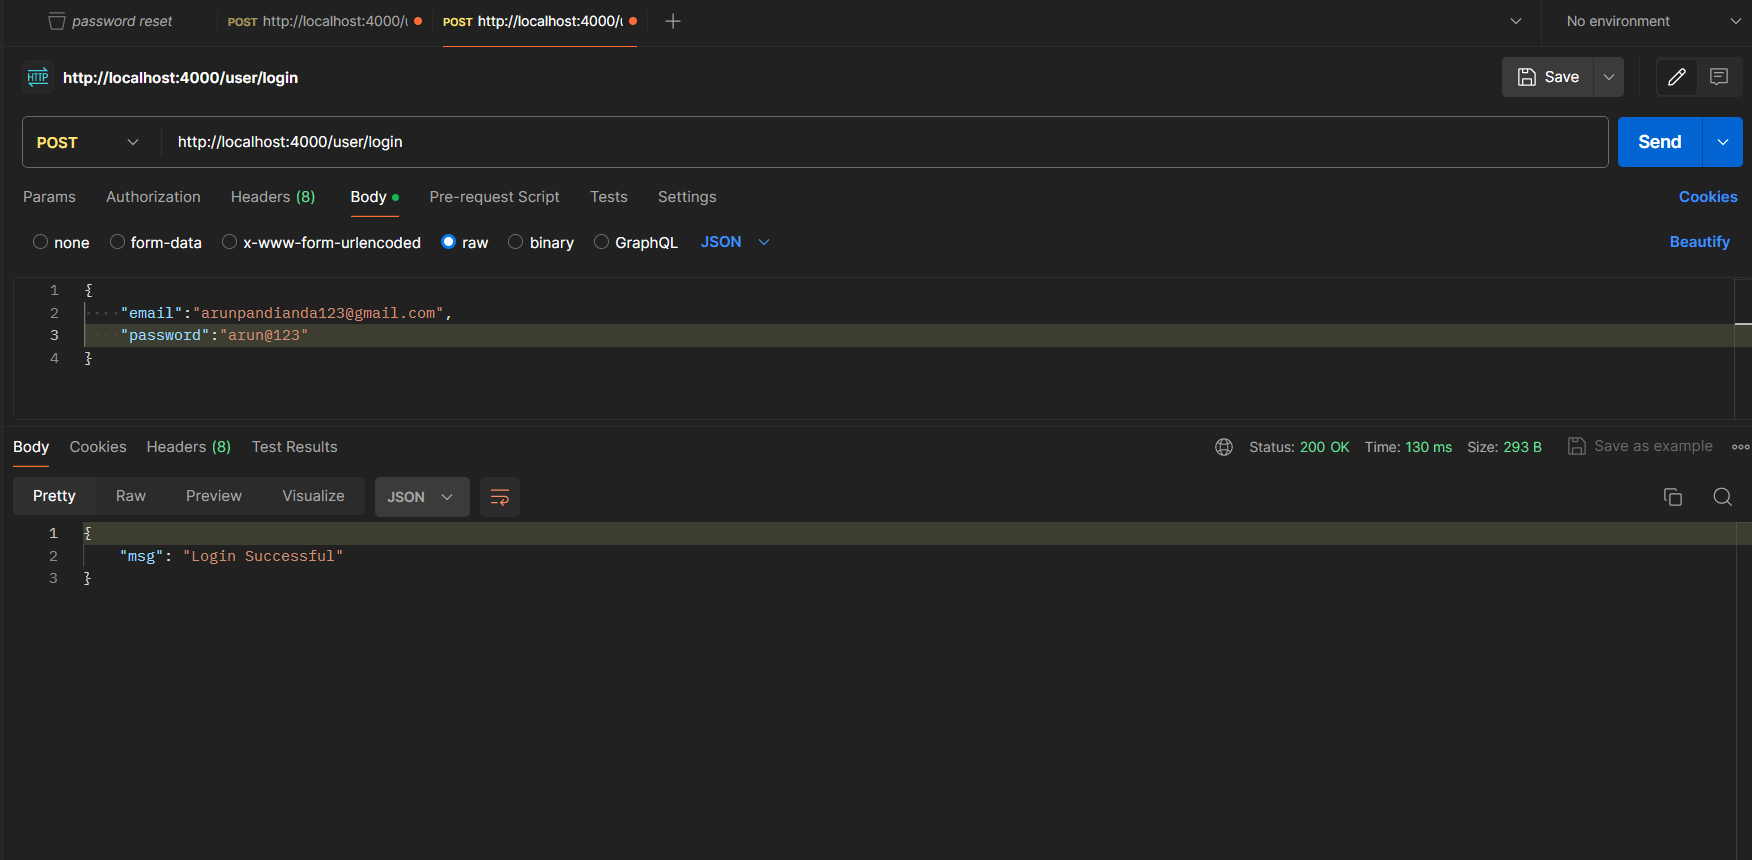 password reset POST http://localhost:4000/u POST http://localhost:4000/u No environment
HTTP http://localhost:4000/user/login Save
POST http://localhost:4000/user/login Send
Params Authorization Headers (8) Body Pre-request Script Tests Settings Cookies
none form-data x-www-form-urlencoded raw binary GraphQL JSON Beautify
1 {
2 "email":"arunpandianda123@gmail.com",
3 "password":"arun@123"
4 }
Body Cookies Headers (8) Test Results Status: 200 OK Time: 130 ms Size: 293 B Save as example
Pretty Raw Preview Visualize JSON
1 {
2 "msg": "Login Successful"
3 }